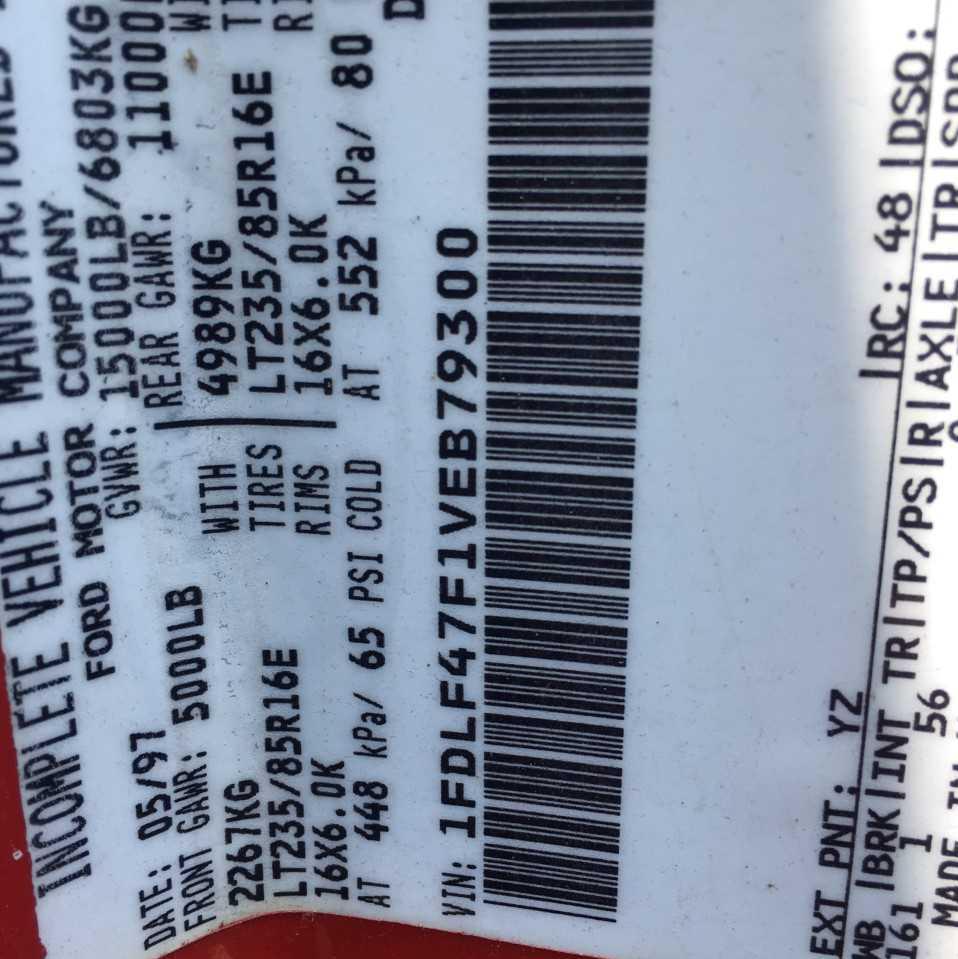 INCOMPLETE VEHICLE MANUFACTURED
FORD MOTOR COMPANY
DATE: 05/97 GVWR: 15000LB/6803KG
FRONT GAWR: 5000LB REAR GAWR: 11000
2267KG WITH 4989KG WITH
LT235/85R16E TIRES LT235/85R16E
16X6.0K RIMS 16X6.0K
AT 448 kPa/ 65 PSI COLD AT 552 kPa/ 80
VIN: 1FDLF47F1VEB79300
EXT PNT: YZ RC: 48 DSO:
WB BRK INT TR TP/PS R AXLE TR SPR
161 1 56
MADE IN